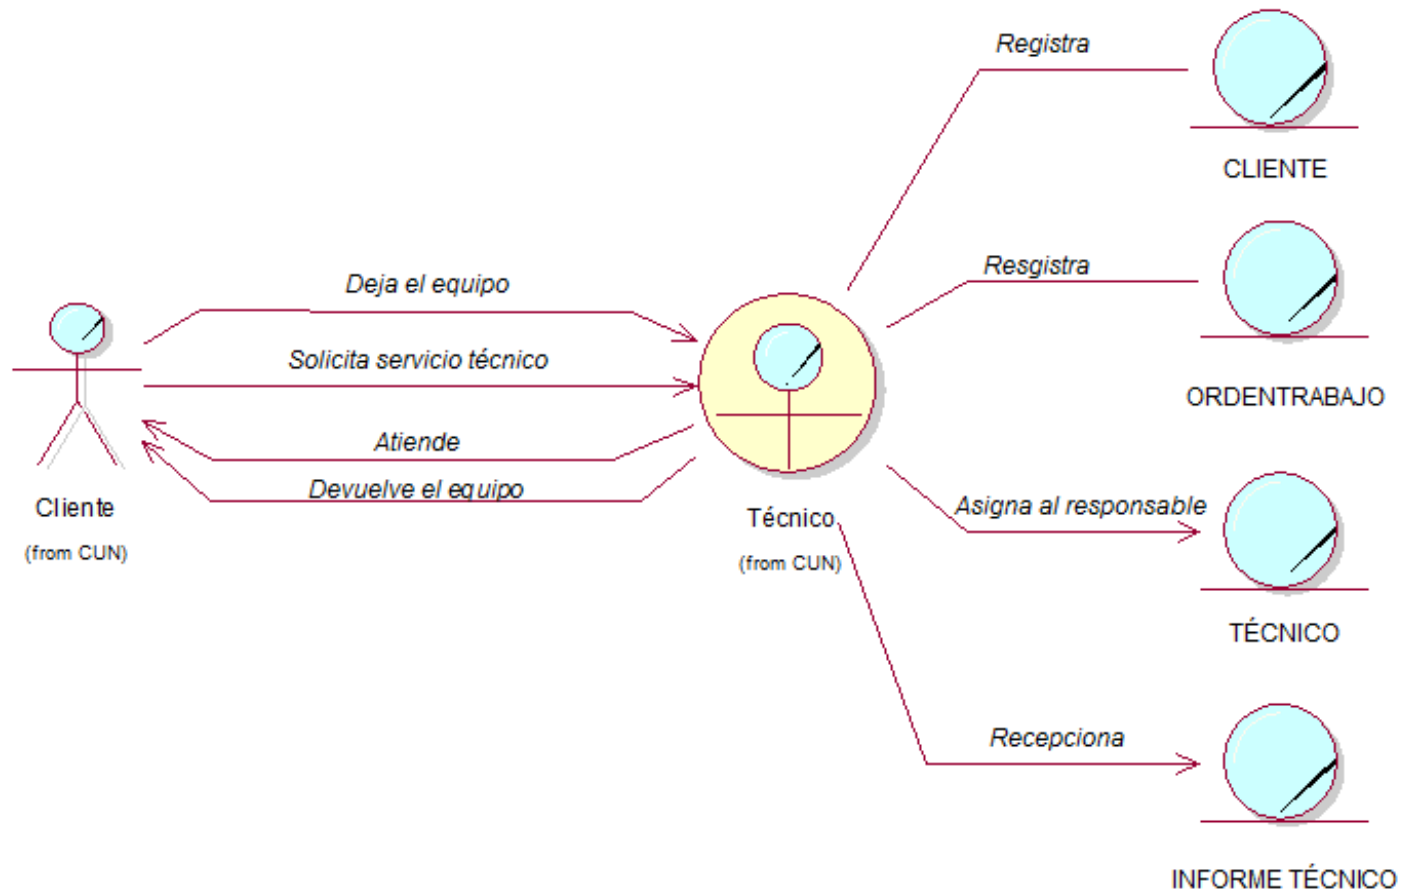 Registra
CLIENTE
Resgistra
ORDENTRABAJO
Deja el equipo
Solicita servicio técnico
Atiende
Devuelve el equipo
Cliente
(from CUN)
Técnico
(from CUN)
Asigna al responsable
TÉCNICO
Recepciona
INFORME TÉCNICO